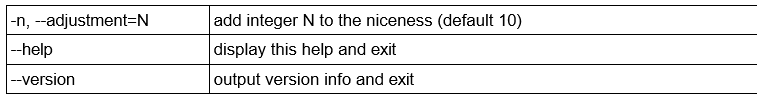 -n, --adjustment=N add integer N to the niceness (default 10)
--help display this help and exit
--version output version info and exit